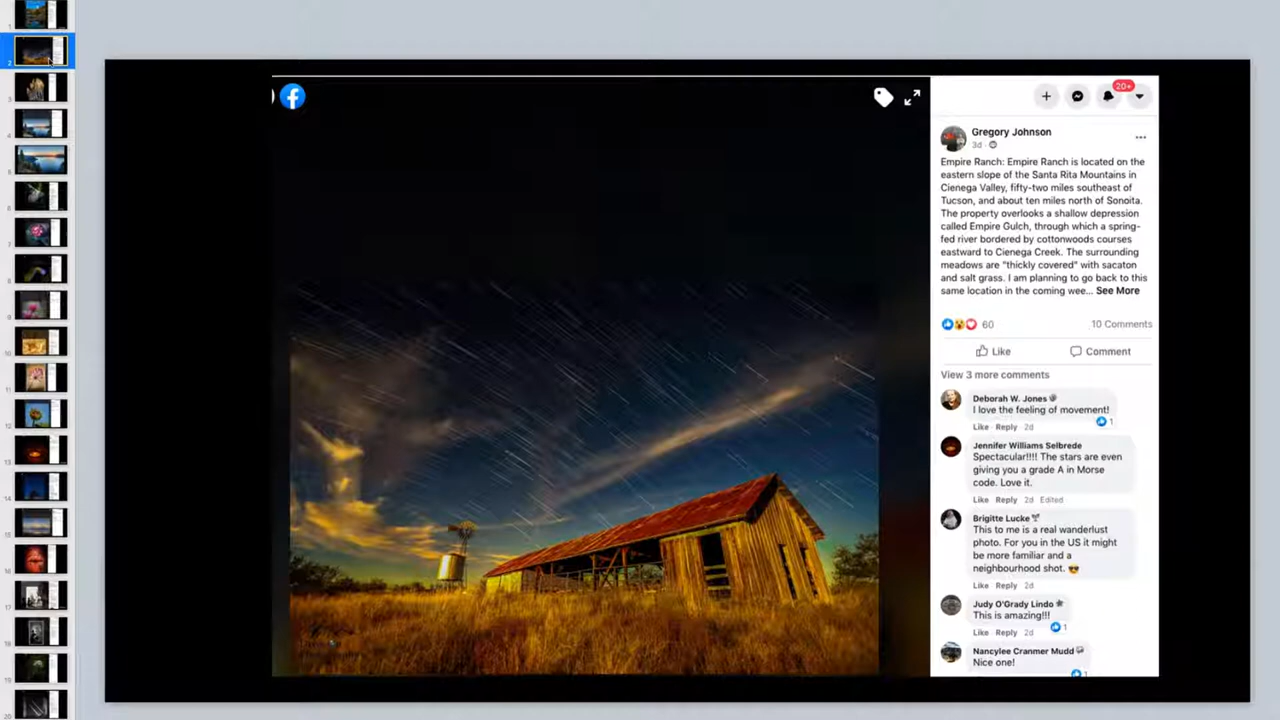 20+
Gregory Johnson
3d
Empire Ranch: Empire Ranch is located on the
eastern slope of the Santa Rita Mountains in
Cienega Valley, fifty-two miles southeast of
Tucson, and about ten miles north of Sonoita.
The property overlooks a shallow depression
called Empire Gulch, through which a spring-
fed river bordered by cottonwoods courses
eastward to Cienega Creek. The surrounding
meadows are "thickly covered" with sacaton
and salt grass. I am planning to go back to this
same location in the coming wee... See More
60 10 Comments
Like Comment
View 3 more comments
Deborah W. Jones
I love the feeling of movement!
1
Like Reply 2d
Jennifer Williams Selbrede
Spectacular!!!! The stars are even
giving you a grade A in Morse
code. Love it.
Like Reply 2d Edited
Brigitte Lucke
This to me is a real wanderlust
photo. For you in the US it might
be more familiar and a
neighbourhood shot. 😎
Like Reply 2d
Judy O'Grady Lindo
This is amazing!!!
1
Like Reply 2d
Nancylee Cranmer Mudd
Nice one!
1